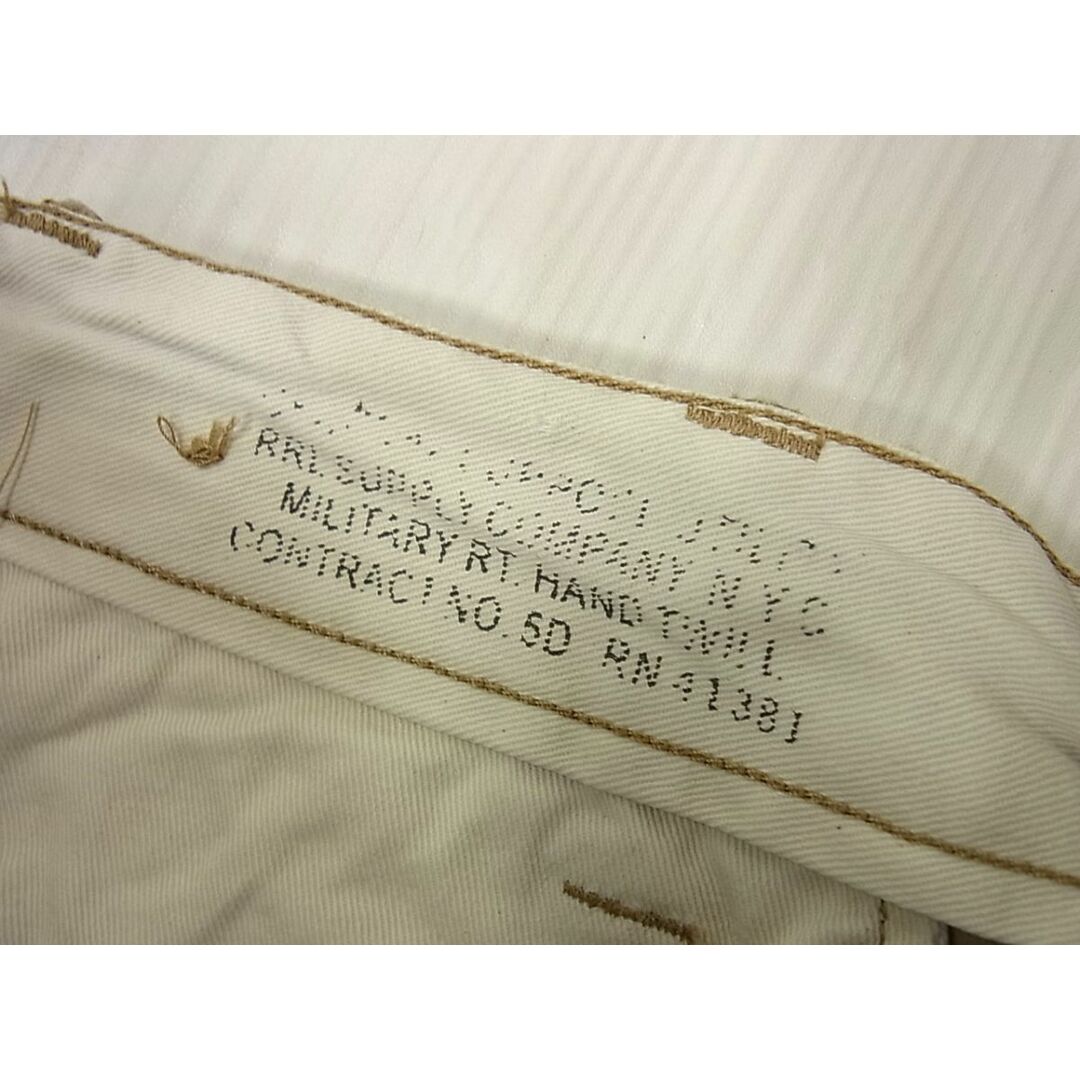 RRL SUPPLY COMPANY N.Y.C
MILITARY RT. HAND TWILL
CONTRACT NO. 5D RN 41381